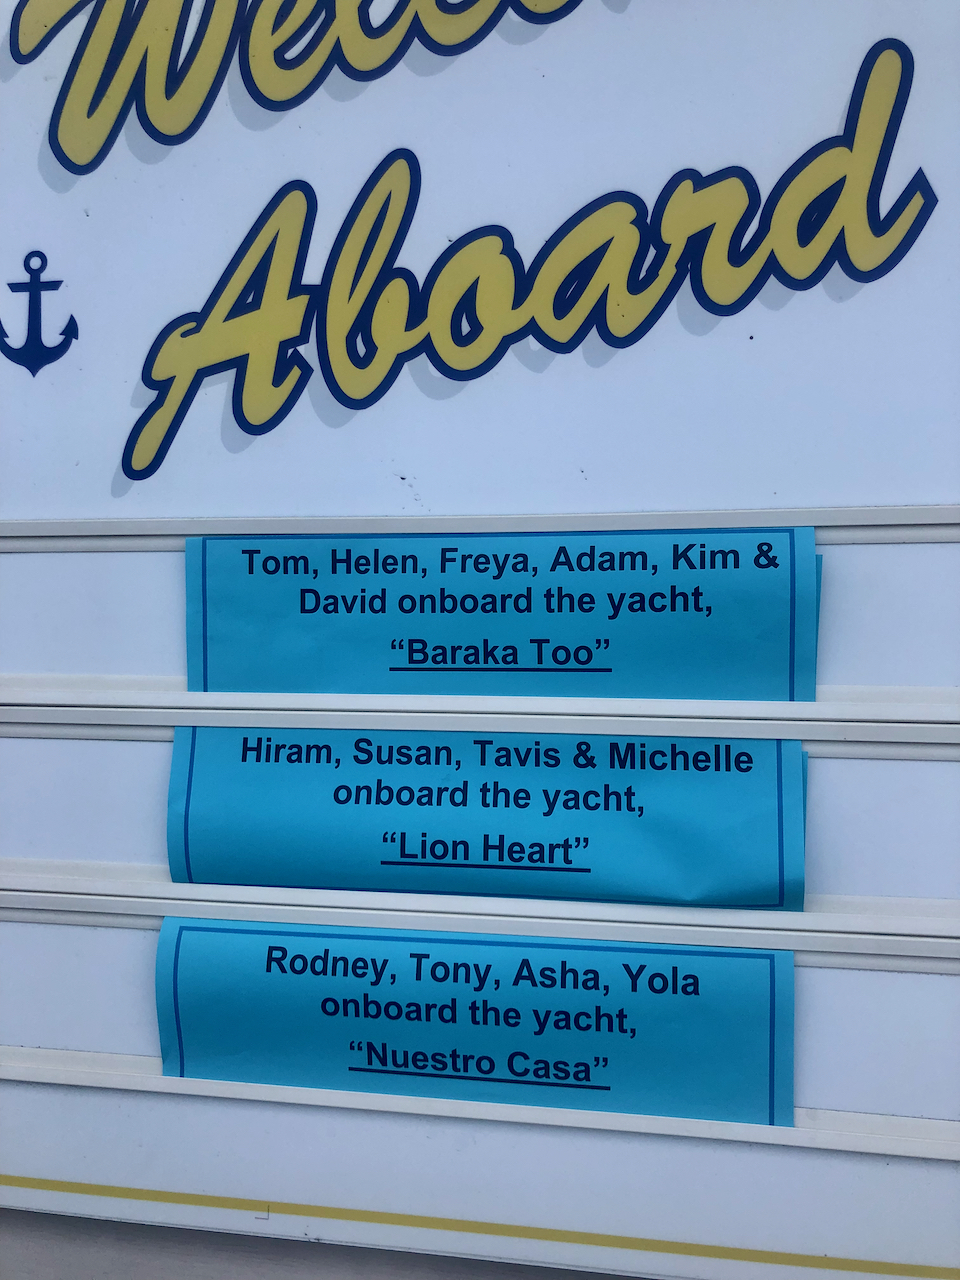 Aboard
Tom, Helen, Freya, Adam, Kim &
David onboard the yacht,
“Baraka Too”
Hiram, Susan, Tavis & Michelle
onboard the yacht,
“Lion Heart”
Rodney, Tony, Asha, Yola
onboard the yacht,
“Nuestro Casa”